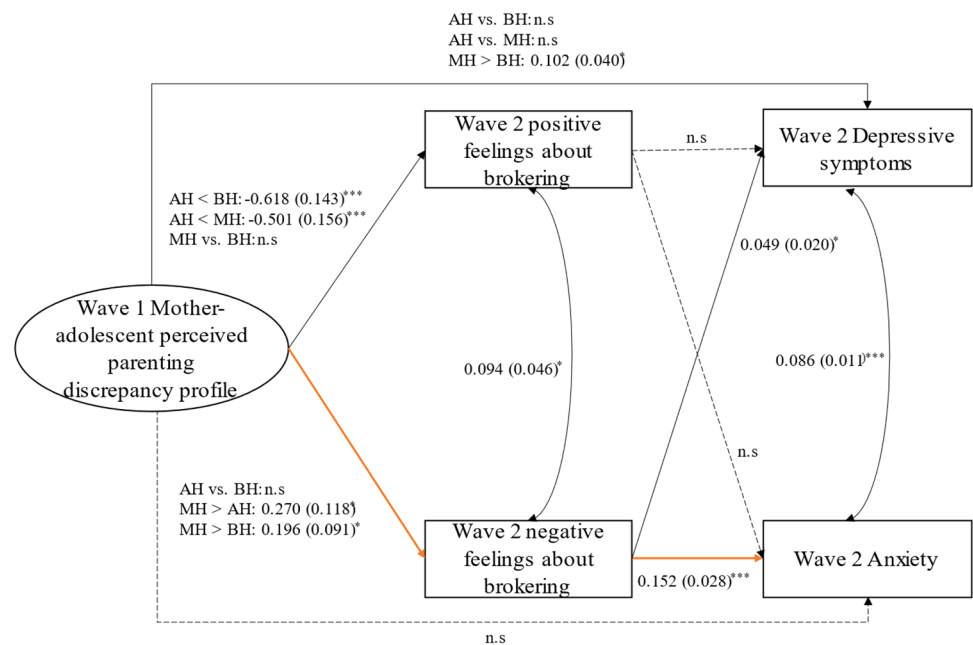 AH vs. BH: n.s
AH vs. MH: n.s
MH > BH: 0.102 (0.040)*
Wave 2 positive
feelings about
brokering
n.s
Wave 2 Depressive
symptoms
AH < BH: -0.618 (0.143)***
AH < MH: -0.501 (0.156)***
MH vs. BH: n.s
0.049 (0.020)*
Wave 1 Mother-
adolescent perceived
parenting
discrepancy profile
0.094 (0.046)*
0.086 (0.011)***
n.s
AH vs. BH: n.s
MH > AH: 0.270 (0.118)*
MH > BH: 0.196 (0.091)*
Wave 2 negative
feelings about
brokering
0.152 (0.028)***
Wave 2 Anxiety
n.s